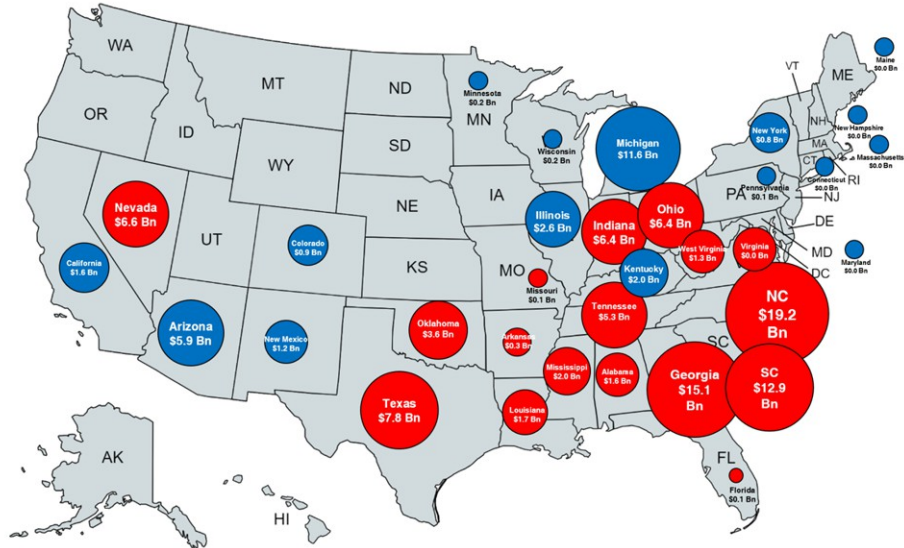 WA
MT
ND
MN
Minnesota
$0.2 Bn
VT
ME
Maine
$0.0 Bn
OR
ID
SD
Wisconsin
$0.2 Bn
Michigan
$11.6 Bn
New York
$0.8 Bn
NH
New Hampshire
$0.0 Bn
MA
Massachusetts
$0.0 Bn
CT
Connecticut
$0.0 Bn
RI
WY
IA
NE
PA
Pennsylvania
$0.1 Bn
NJ
Nevada
$6.6 Bn
Illinois
$2.6 Bn
Indiana
$6.4 Bn
Ohio
$6.4 Bn
DE
UT
Colorado
$0.9 Bn
West Virginia
$1.3 Bn
Virginia
$0.0 Bn
MD
Maryland
$0.0 Bn
DC
California
$1.6 Bn
KS
MO
Missouri
$0.1 Bn
Kentucky
$2.0 Bn
Tennessee
$5.3 Bn
NC
$19.2
Bn
Arizona
$5.9 Bn
New Mexico
$1.2 Bn
Oklahoma
$3.6 Bn
Arkansas
$0.3 Bn
SC
Mississippi
$2.0 Bn
Alabama
$1.6 Bn
Georgia
$15.1
Bn
SC
$12.9
Bn
Texas
$7.8 Bn
Louisiana
$1.7 Bn
AK
HI
FL
Florida
$0.1 Bn